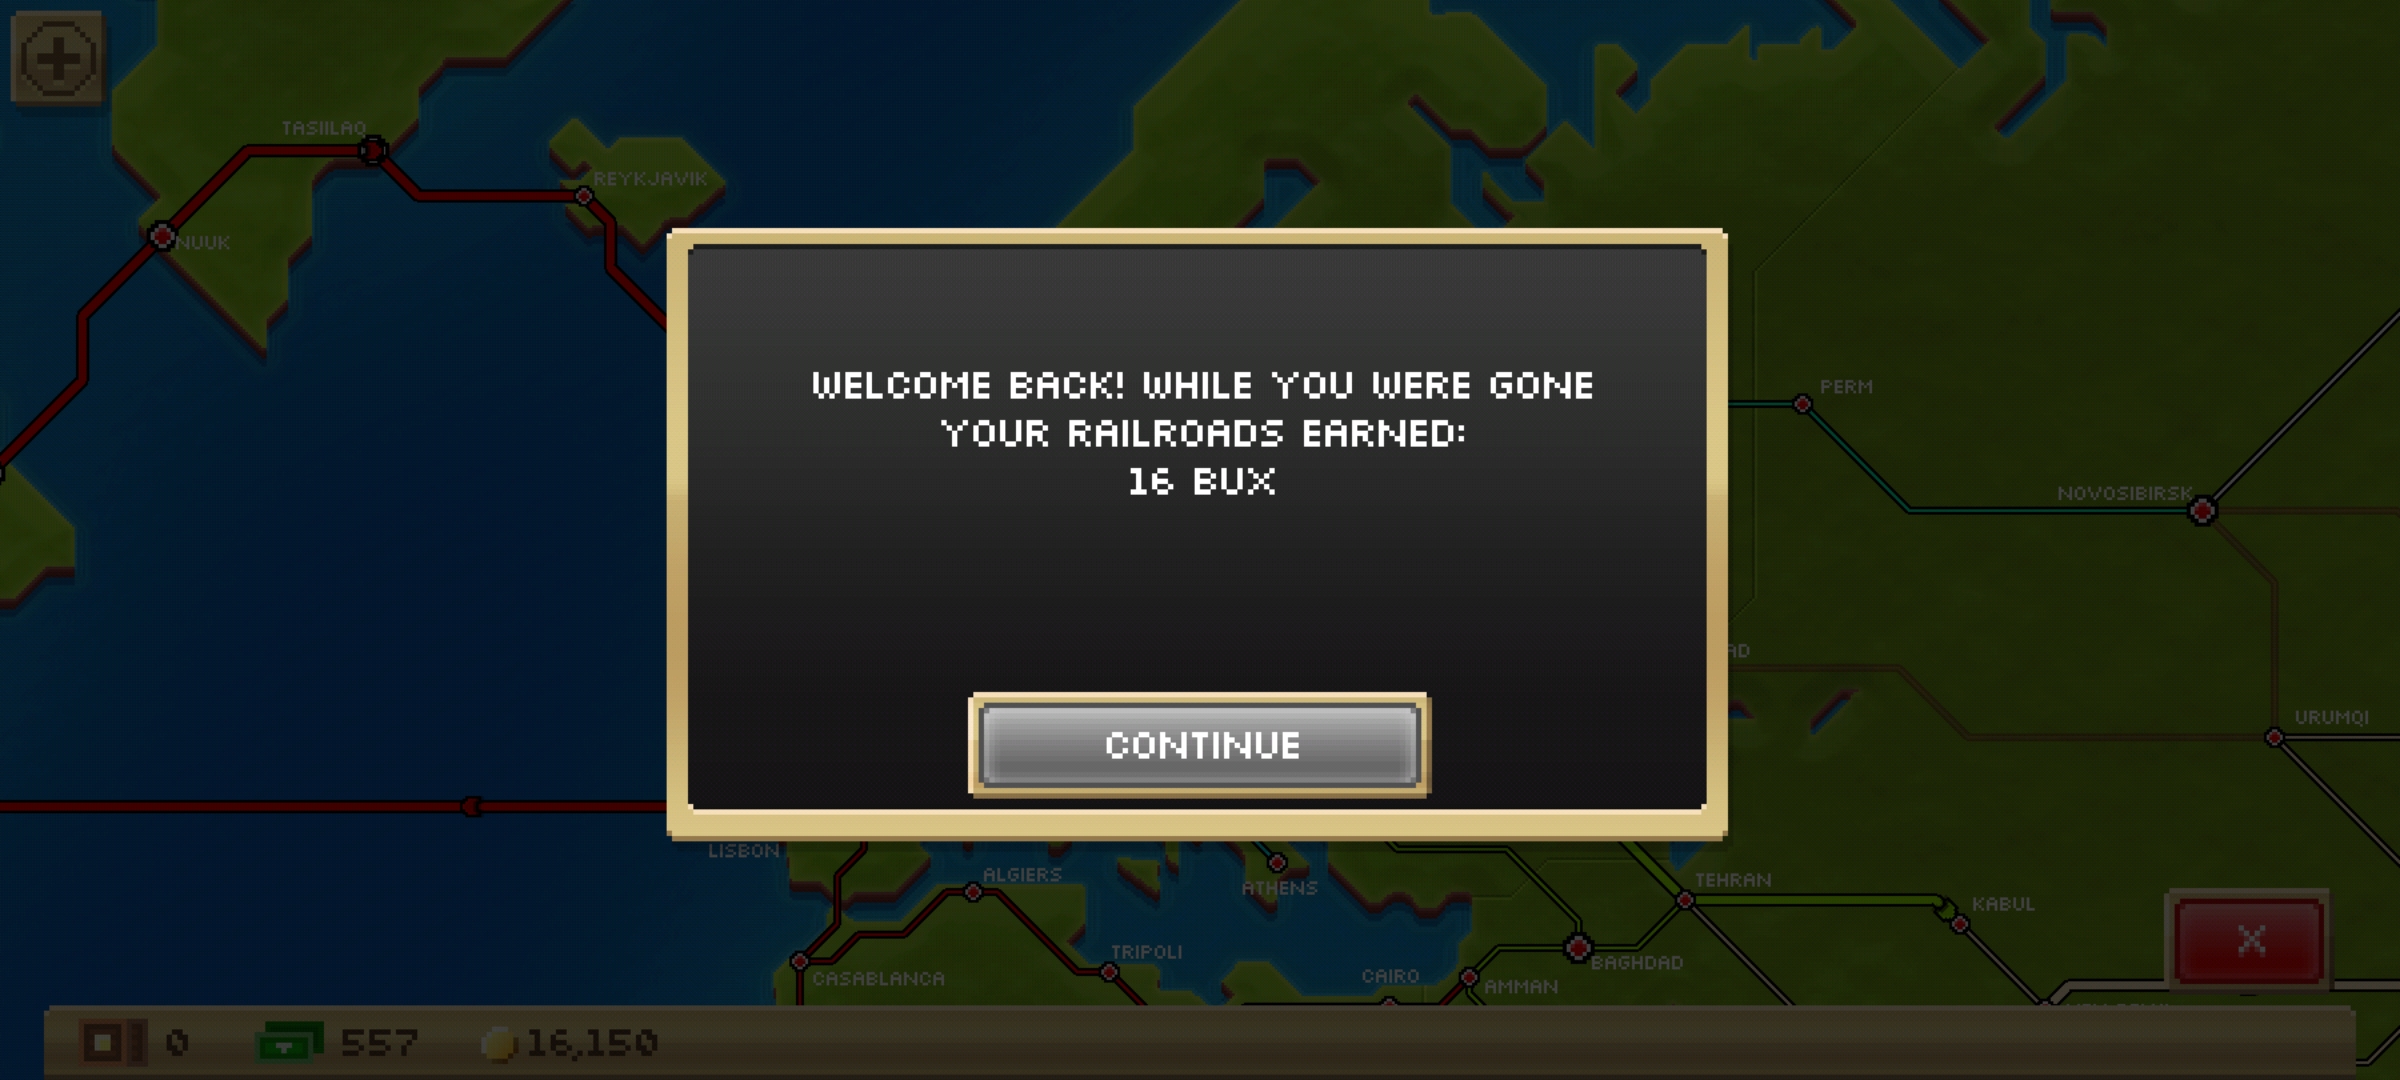 TASIILAQ
REYKJAVIK
NUUK
WELCOME BACK! WHILE YOU WERE GONE
YOUR RAILROADS EARNED:
16 BUX
CONTINUE
PERM
NOVOSIBIRSK
AD
URUMQI
LISBON
ALGIERS
ATHENS
TEHRAN
KABUL
TRIPOLI
CASABLANCA
CAIRO
AMMAN
BAGHDAD
X
0
557
16,150